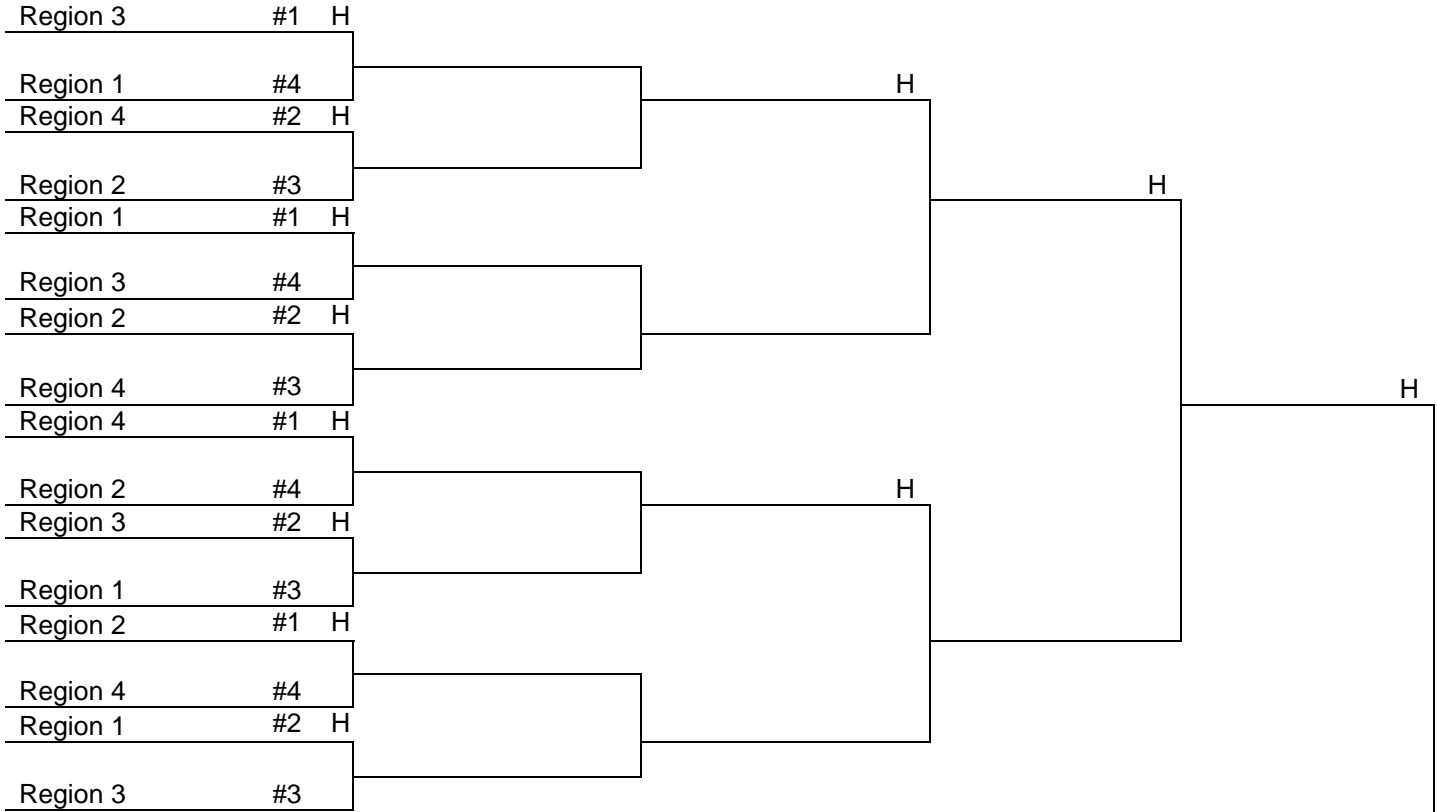 Region 3 #1 H
Region 1 #4 H
Region 4 #2 H
Region 2 #3 H
Region 1 #1 H
Region 3 #4
Region 2 #2 H
Region 4 #3 H
Region 4 #1 H
Region 2 #4 H
Region 3 #2 H
Region 1 #3
Region 2 #1 H
Region 4 #4
Region 1 #2 H
Region 3 #3